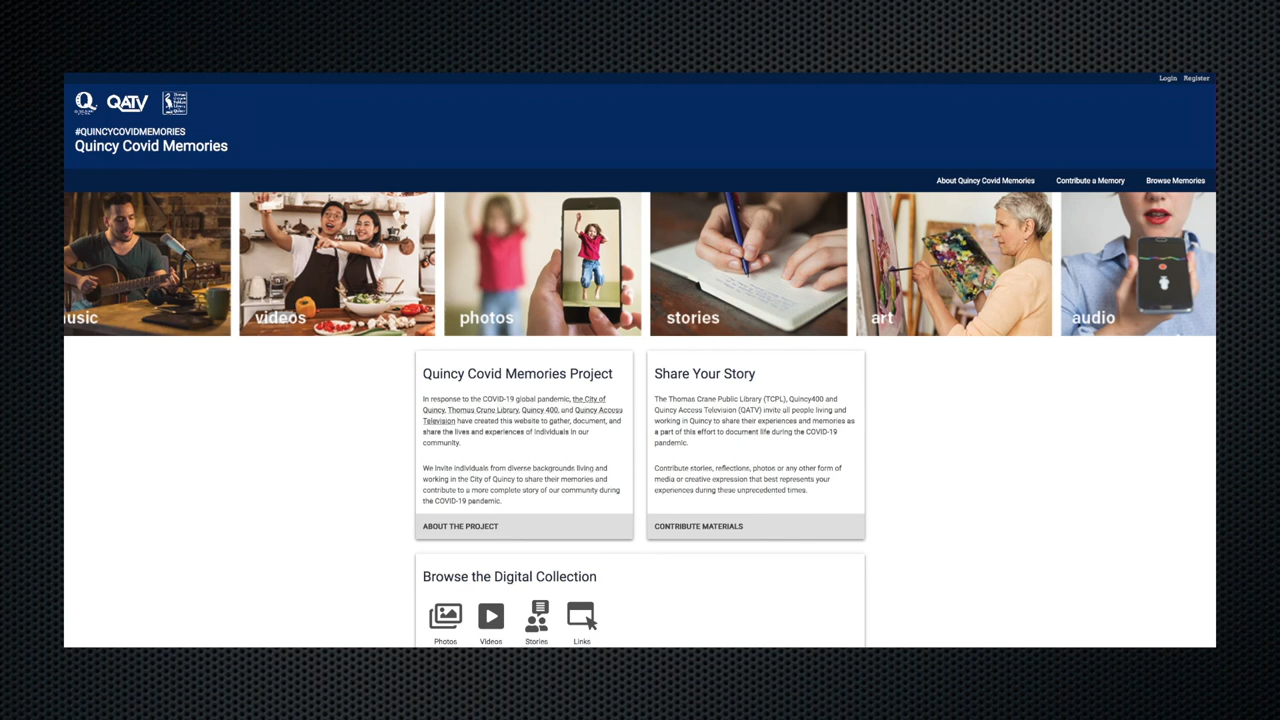 Login Register
Q QATV Thomas Crane Public Library
#QUINCYCOVIDMEMORIES
Quincy Covid Memories
About Quincy Covid Memories Contribute a Memory Browse Memories
usic videos photos stories art audio
Quincy Covid Memories Project
In response to the COVID-19 global pandemic, the City of
Quincy, Thomas Crane Library, Quincy 400, and Quincy Access
Television have created this website to gather, document, and
share the lives and experiences of individuals in our
community.
We invite individuals from diverse backgrounds living and
working in the City of Quincy to share their memories and
contribute to a more complete story of our community during
the COVID-19 pandemic.
ABOUT THE PROJECT
Share Your Story
The Thomas Crane Public Library (TCPL), Quincy400 and
Quincy Access Television (QATV) invite all people living and
working in Quincy to share their experiences and memories as
a part of this effort to document life during the COVID-19
pandemic.
Contribute stories, reflections, photos or any other form of
media or creative expression that best represents your
experiences during these unprecedented times.
CONTRIBUTE MATERIALS
Browse the Digital Collection
Photos Videos Stories Links